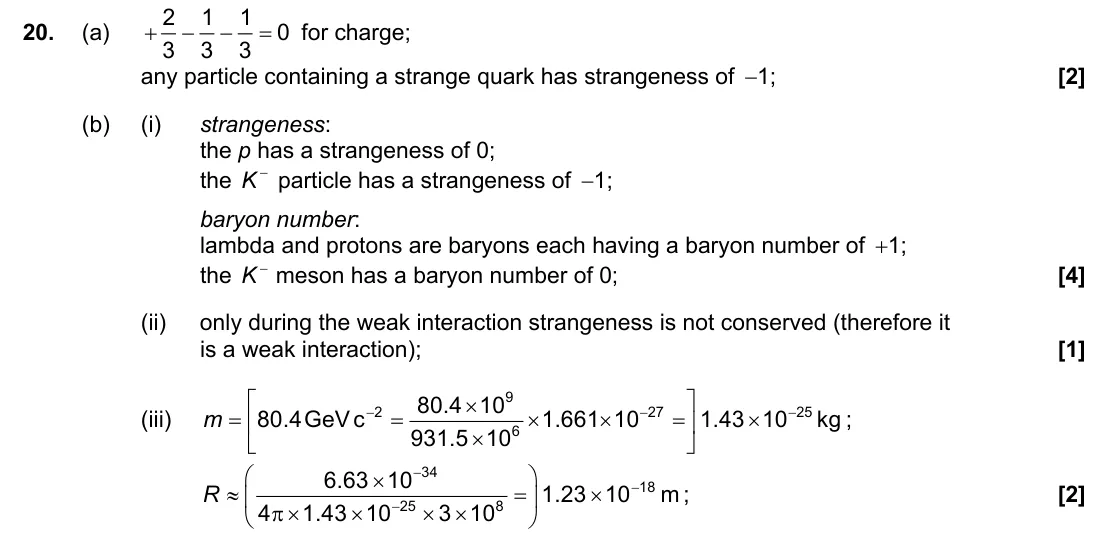 20. (a) +2/3 − 1/3 − 1/3 = 0 for charge;
any particle containing a strange quark has strangeness of −1; [2]
(b) (i) strangeness:
the p has a strangeness of 0;
the K⁻ particle has a strangeness of −1;
baryon number:
lambda and protons are baryons each having a baryon number of +1;
the K⁻ meson has a baryon number of 0; [4]
(ii) only during the weak interaction strangeness is not conserved (therefore it
is a weak interaction); [1]
(iii) m = [80.4 GeV c⁻² = (80.4×10⁹)/(931.5×10⁶) ×1.661×10⁻²⁷ =] 1.43×10⁻²⁵ kg;
R ≈ ((6.63×10⁻³⁴)/(4π×1.43×10⁻²⁵×3×10⁸) =) 1.23×10⁻¹⁸ m; [2]